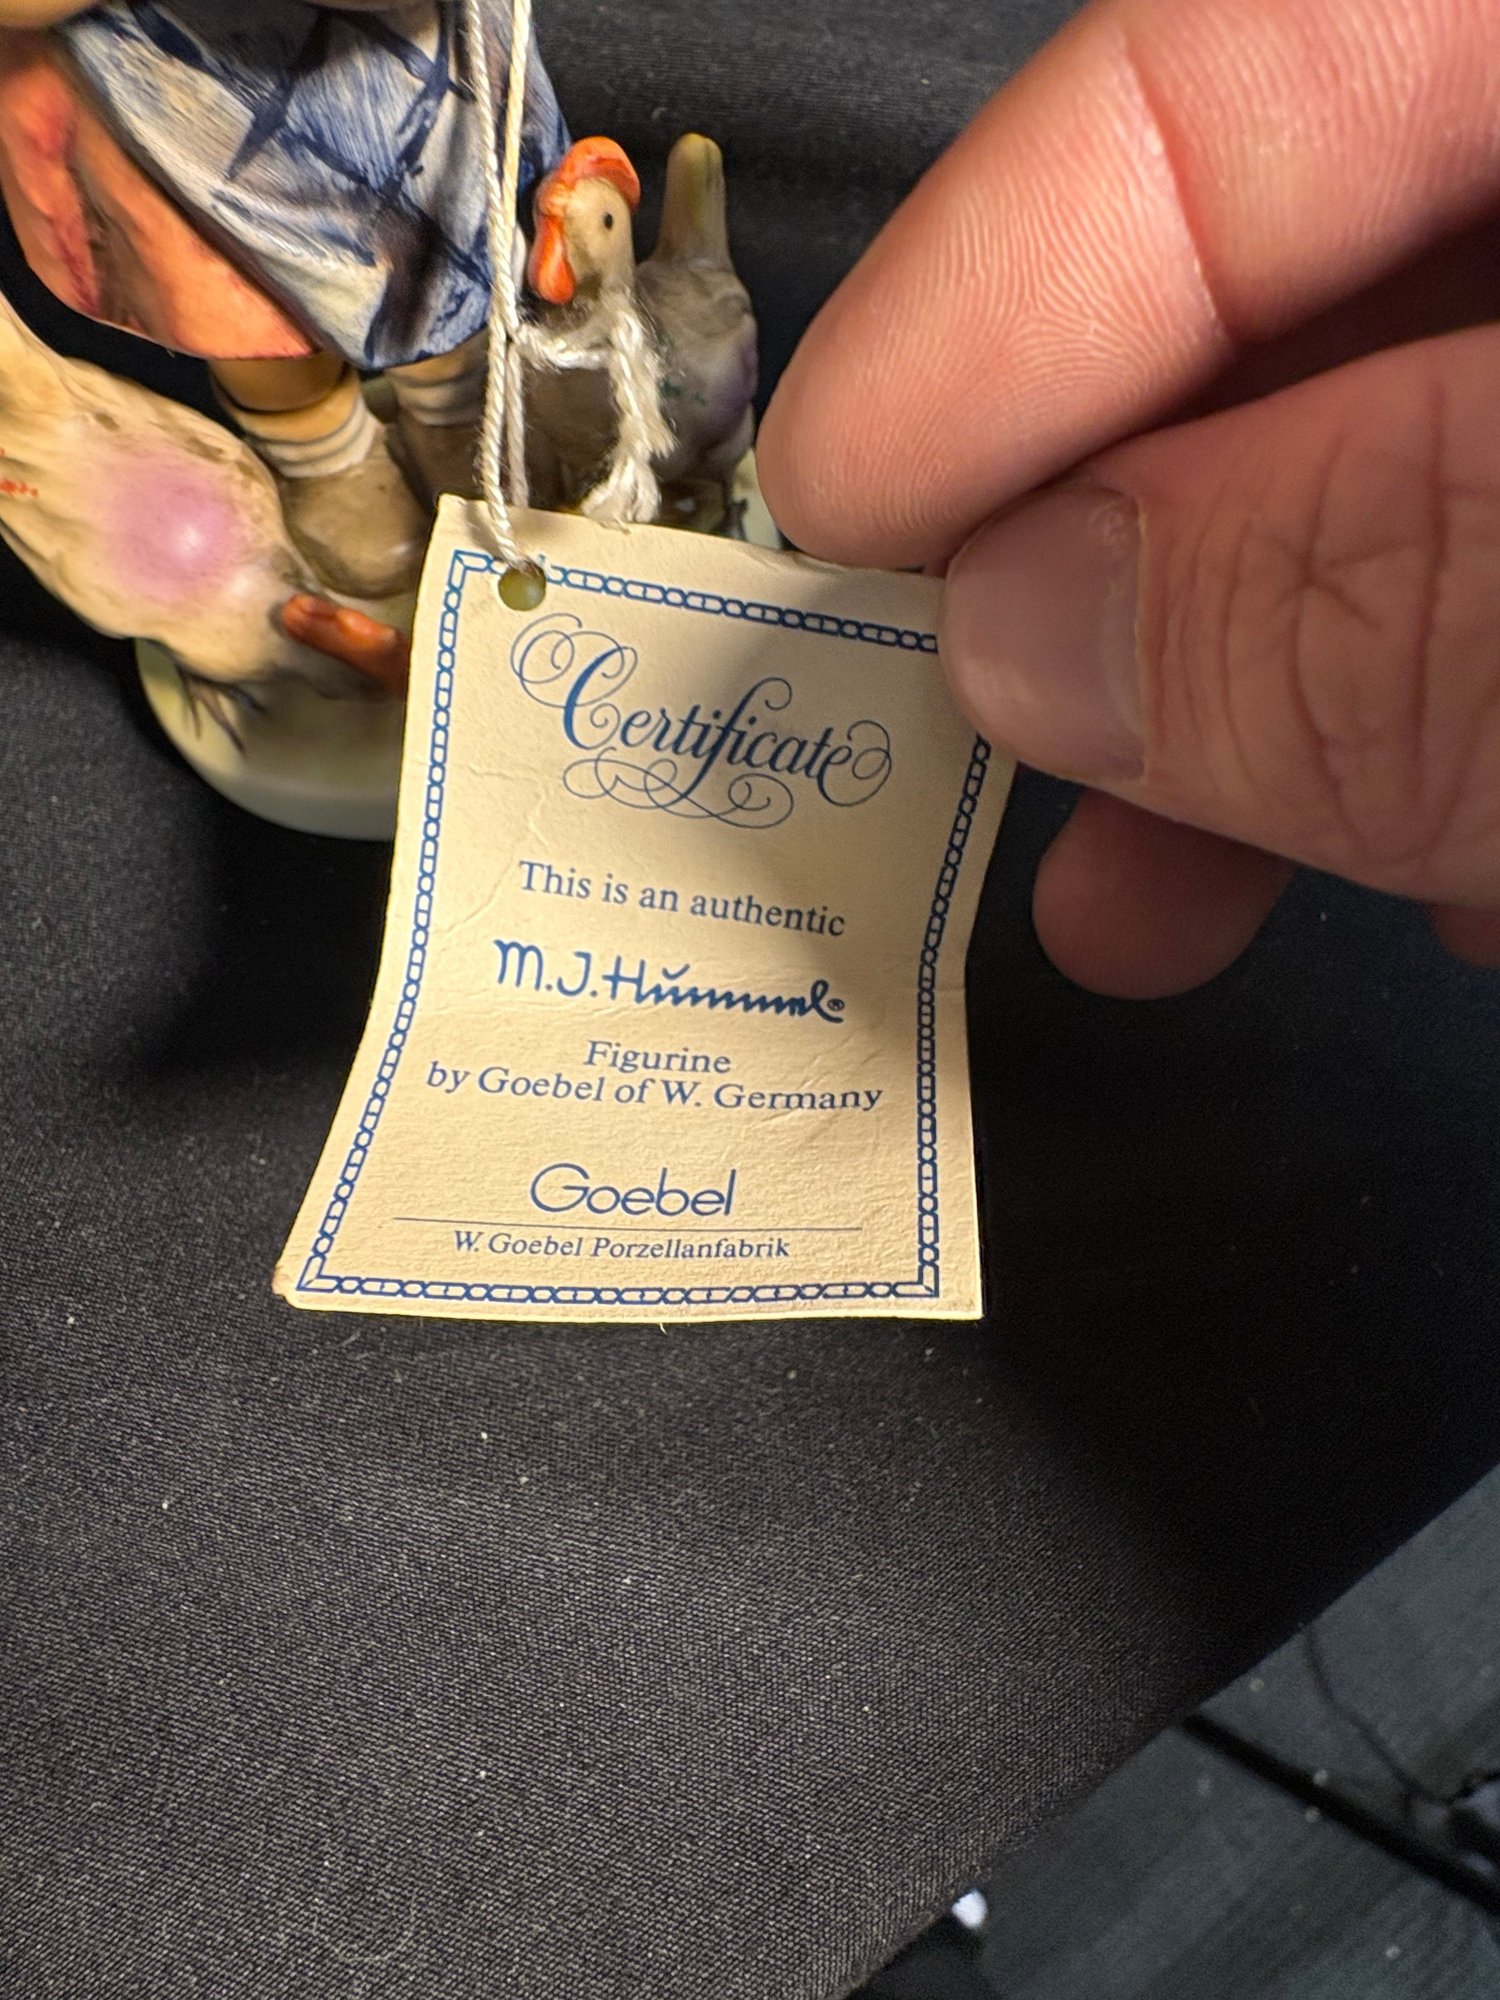 Certificate
This is an authentic
M.J.Hummel®
Figurine
by Goebel of W. Germany
Goebel
W. Goebel Porzellanfabrik